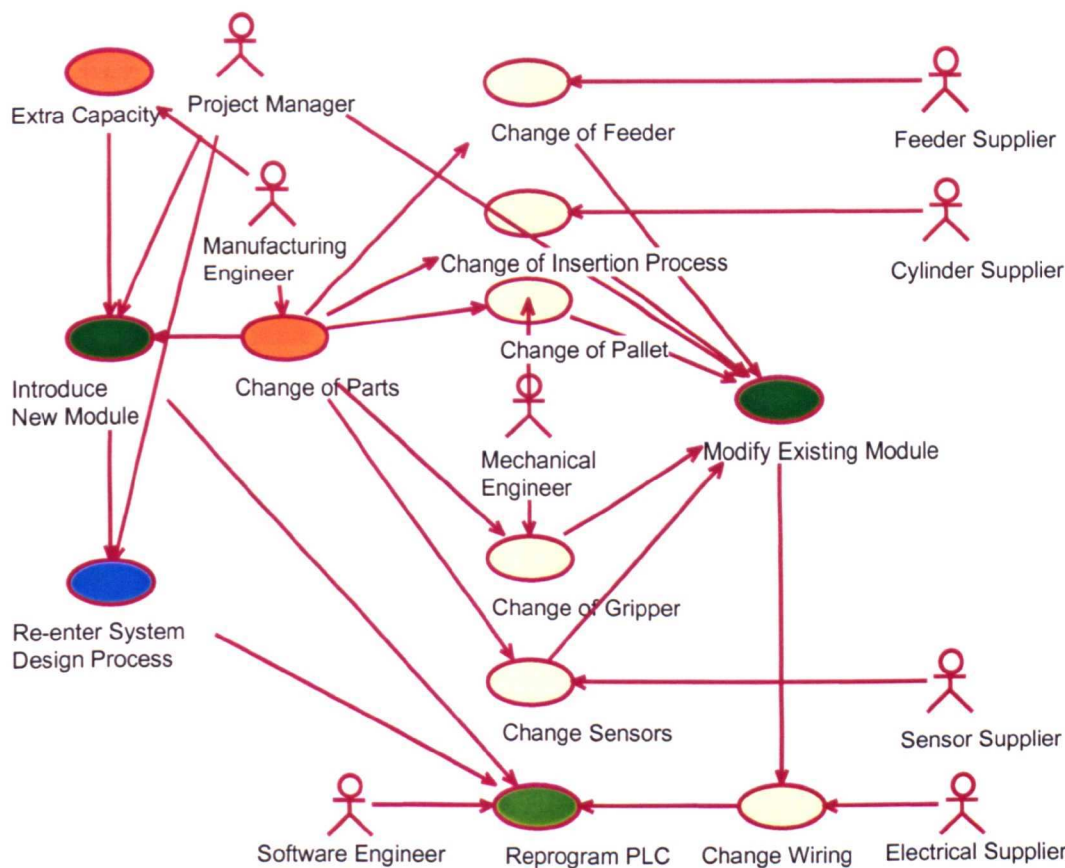 Extra Capacity
Project Manager
Change of Feeder
Feeder Supplier
Manufacturing
Engineer
Change of Insertion Process
Cylinder Supplier
Introduce
New Module
Change of Parts
Change of Pallet
Modify Existing Module
Mechanical
Engineer
Re-enter System
Design Process
Change of Gripper
Change Sensors
Sensor Supplier
Software Engineer
Reprogram PLC
Change Wiring
Electrical Supplier